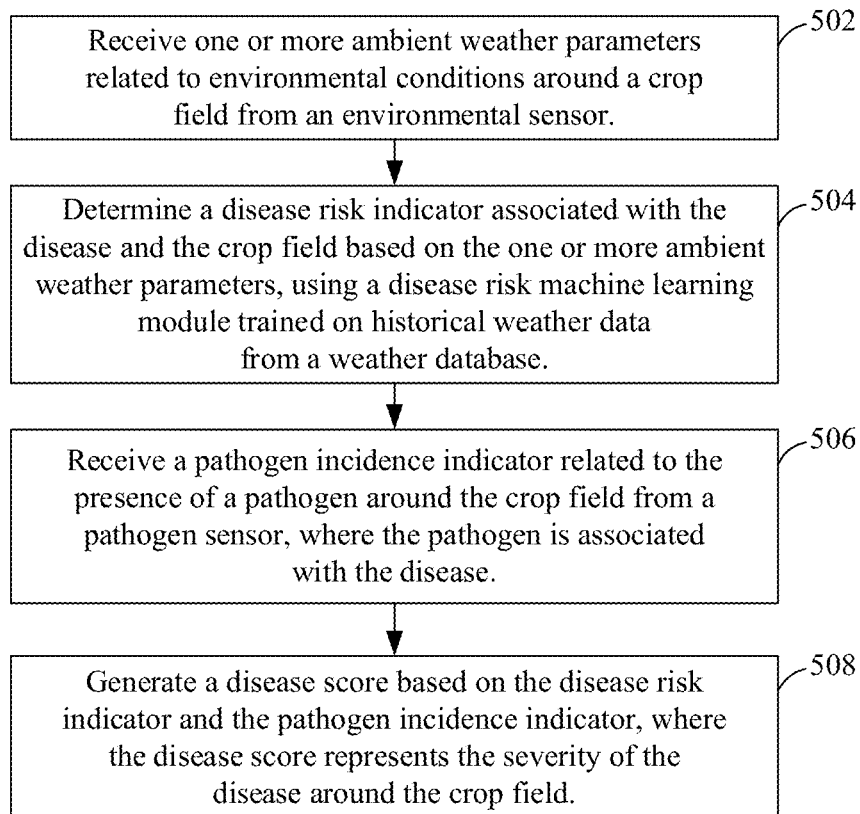 502
Receive one or more ambient weather parameters
related to environmental conditions around a crop
field from an environmental sensor.
504
Determine a disease risk indicator associated with the
disease and the crop field based on the one or more ambient
weather parameters, using a disease risk machine learning
module trained on historical weather data
from a weather database.
506
Receive a pathogen incidence indicator related to the
presence of a pathogen around the crop field from a
pathogen sensor, where the pathogen is associated
with the disease.
508
Generate a disease score based on the disease risk
indicator and the pathogen incidence indicator, where
the disease score represents the severity of the
disease around the crop field.